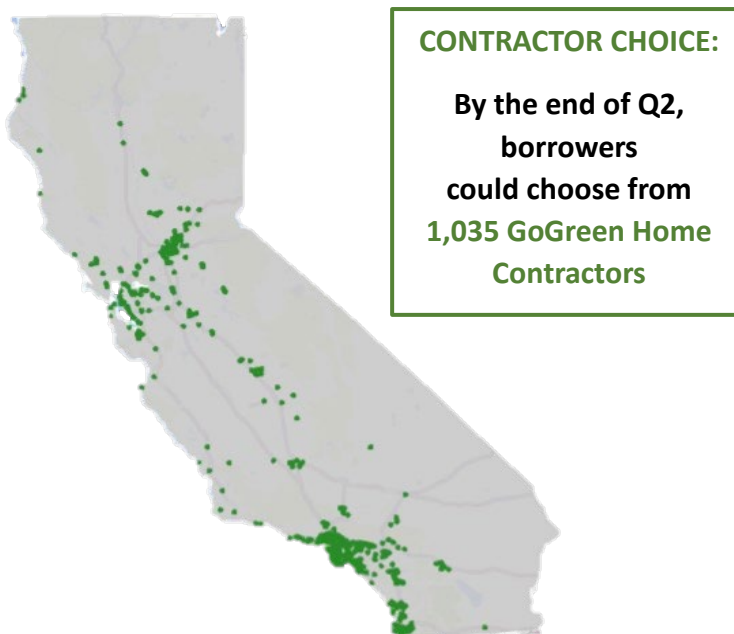 CONTRACTOR CHOICE:
By the end of Q2,
borrowers
could choose from
1,035 GoGreen Home
Contractors